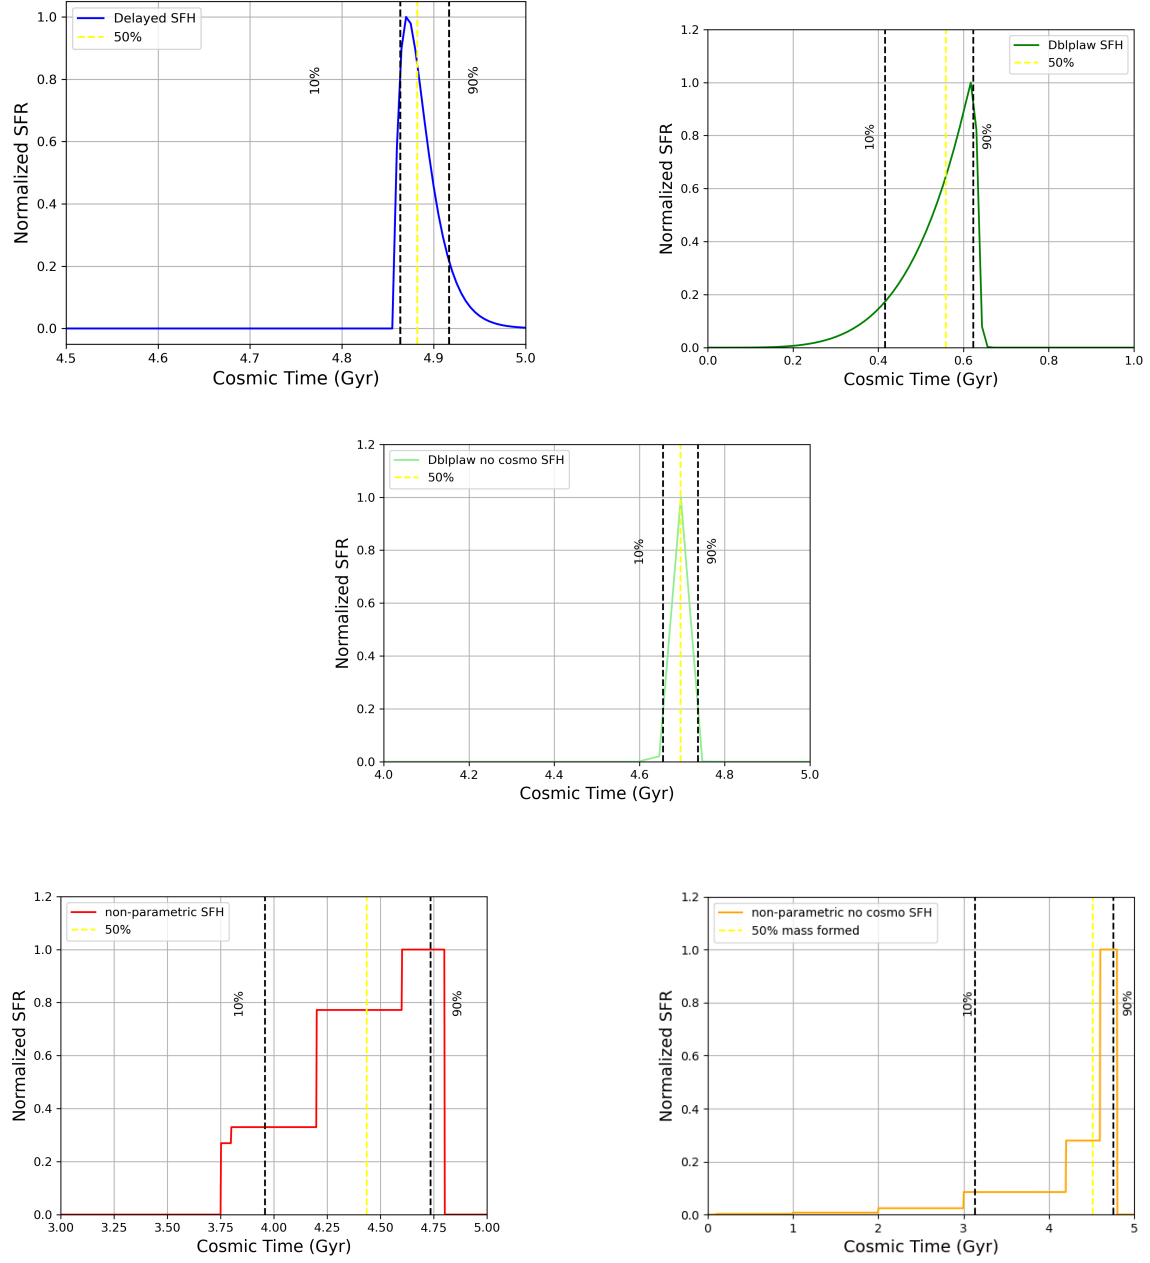 Delayed SFH
50%
10%
90%
Normalized SFR
1.0
0.8
0.6
0.4
0.2
0.0
4.5 4.6 4.7 4.8 4.9 5.0
Cosmic Time (Gyr)
Dblplaw SFH
50%
10%
90%
Normalized SFR
1.2
1.0
0.8
0.6
0.4
0.2
0.0
0.0 0.2 0.4 0.6 0.8 1.0
Cosmic Time (Gyr)
Dblplaw no cosmo SFH
50%
10%
90%
Normalized SFR
1.2
1.0
0.8
0.6
0.4
0.2
0.0
4.0 4.2 4.4 4.6 4.8 5.0
Cosmic Time (Gyr)
non-parametric SFH
50%
10%
90%
Normalized SFR
1.2
1.0
0.8
0.6
0.4
0.2
0.0
3.00 3.25 3.50 3.75 4.00 4.25 4.50 4.75 5.00
Cosmic Time (Gyr)
non-parametric no cosmo SFH
50% mass formed
10%
90%
Normalized SFR
1.2
1.0
0.8
0.6
0.4
0.2
0.0
0 1 2 3 4 5
Cosmic Time (Gyr)